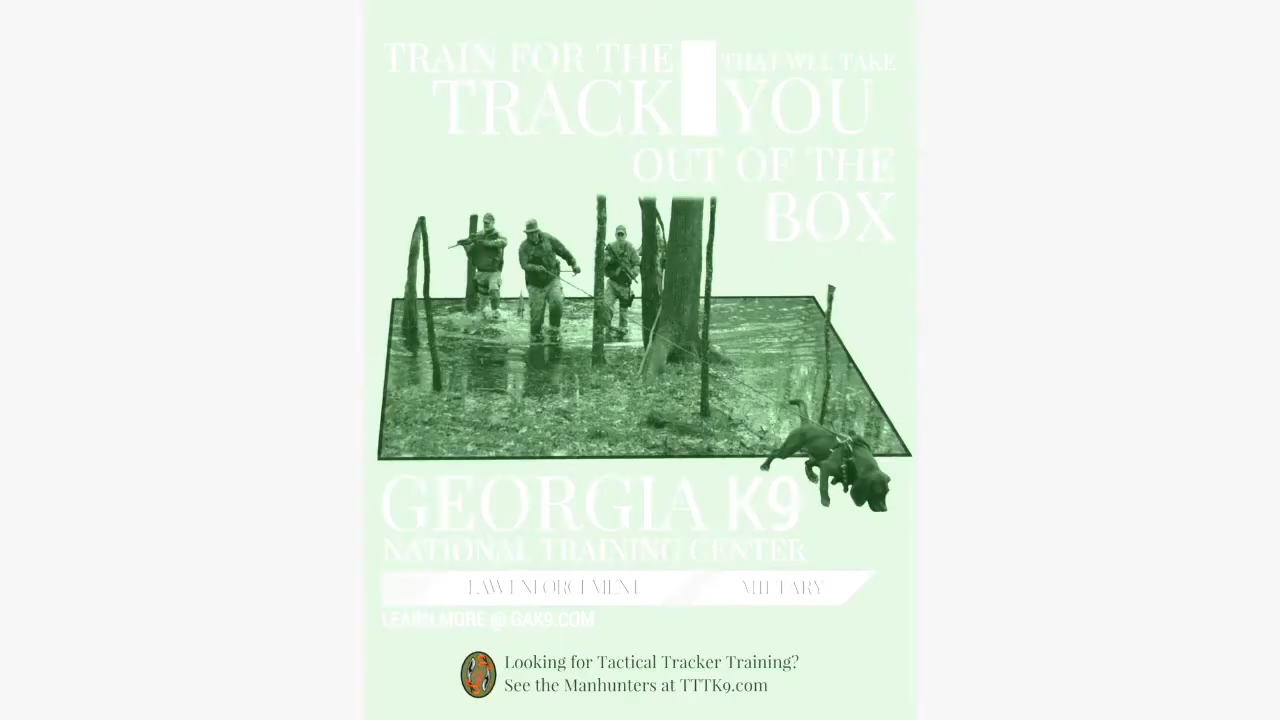 TRAIN FOR THE
TRACK
THAT WILL TAKE
YOU
OUT OF THE
BOX
GEORGIA K9
NATIONAL TRAINING CENTER
LAW ENFORCEMENT MILITARY
LEARN MORE @ GAK9.COM
Looking for Tactical Tracker Training?
See the Manhunters at TTTK9.com